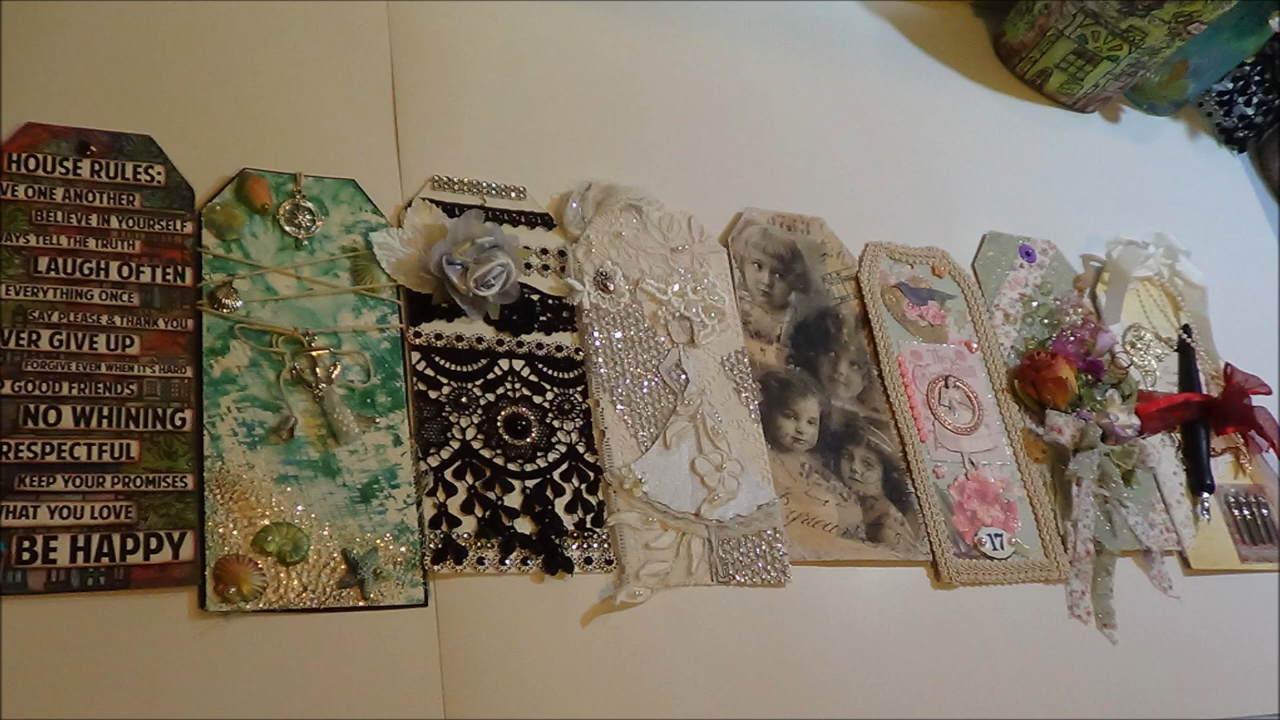 HOUSE RULES:
VE ONE ANOTHER
BELIEVE IN YOURSELF
WAYS TELL THE TRUTH
LAUGH OFTEN
EVERYTHING ONCE
SAY PLEASE & THANK YOU
VER GIVE UP
FORGIVE EVEN WHEN IT'S HARD
GOOD FRIENDS
NO WHINING
RESPECTFUL
KEEP YOUR PROMISES
HAT YOU LOVE
BE HAPPY
17